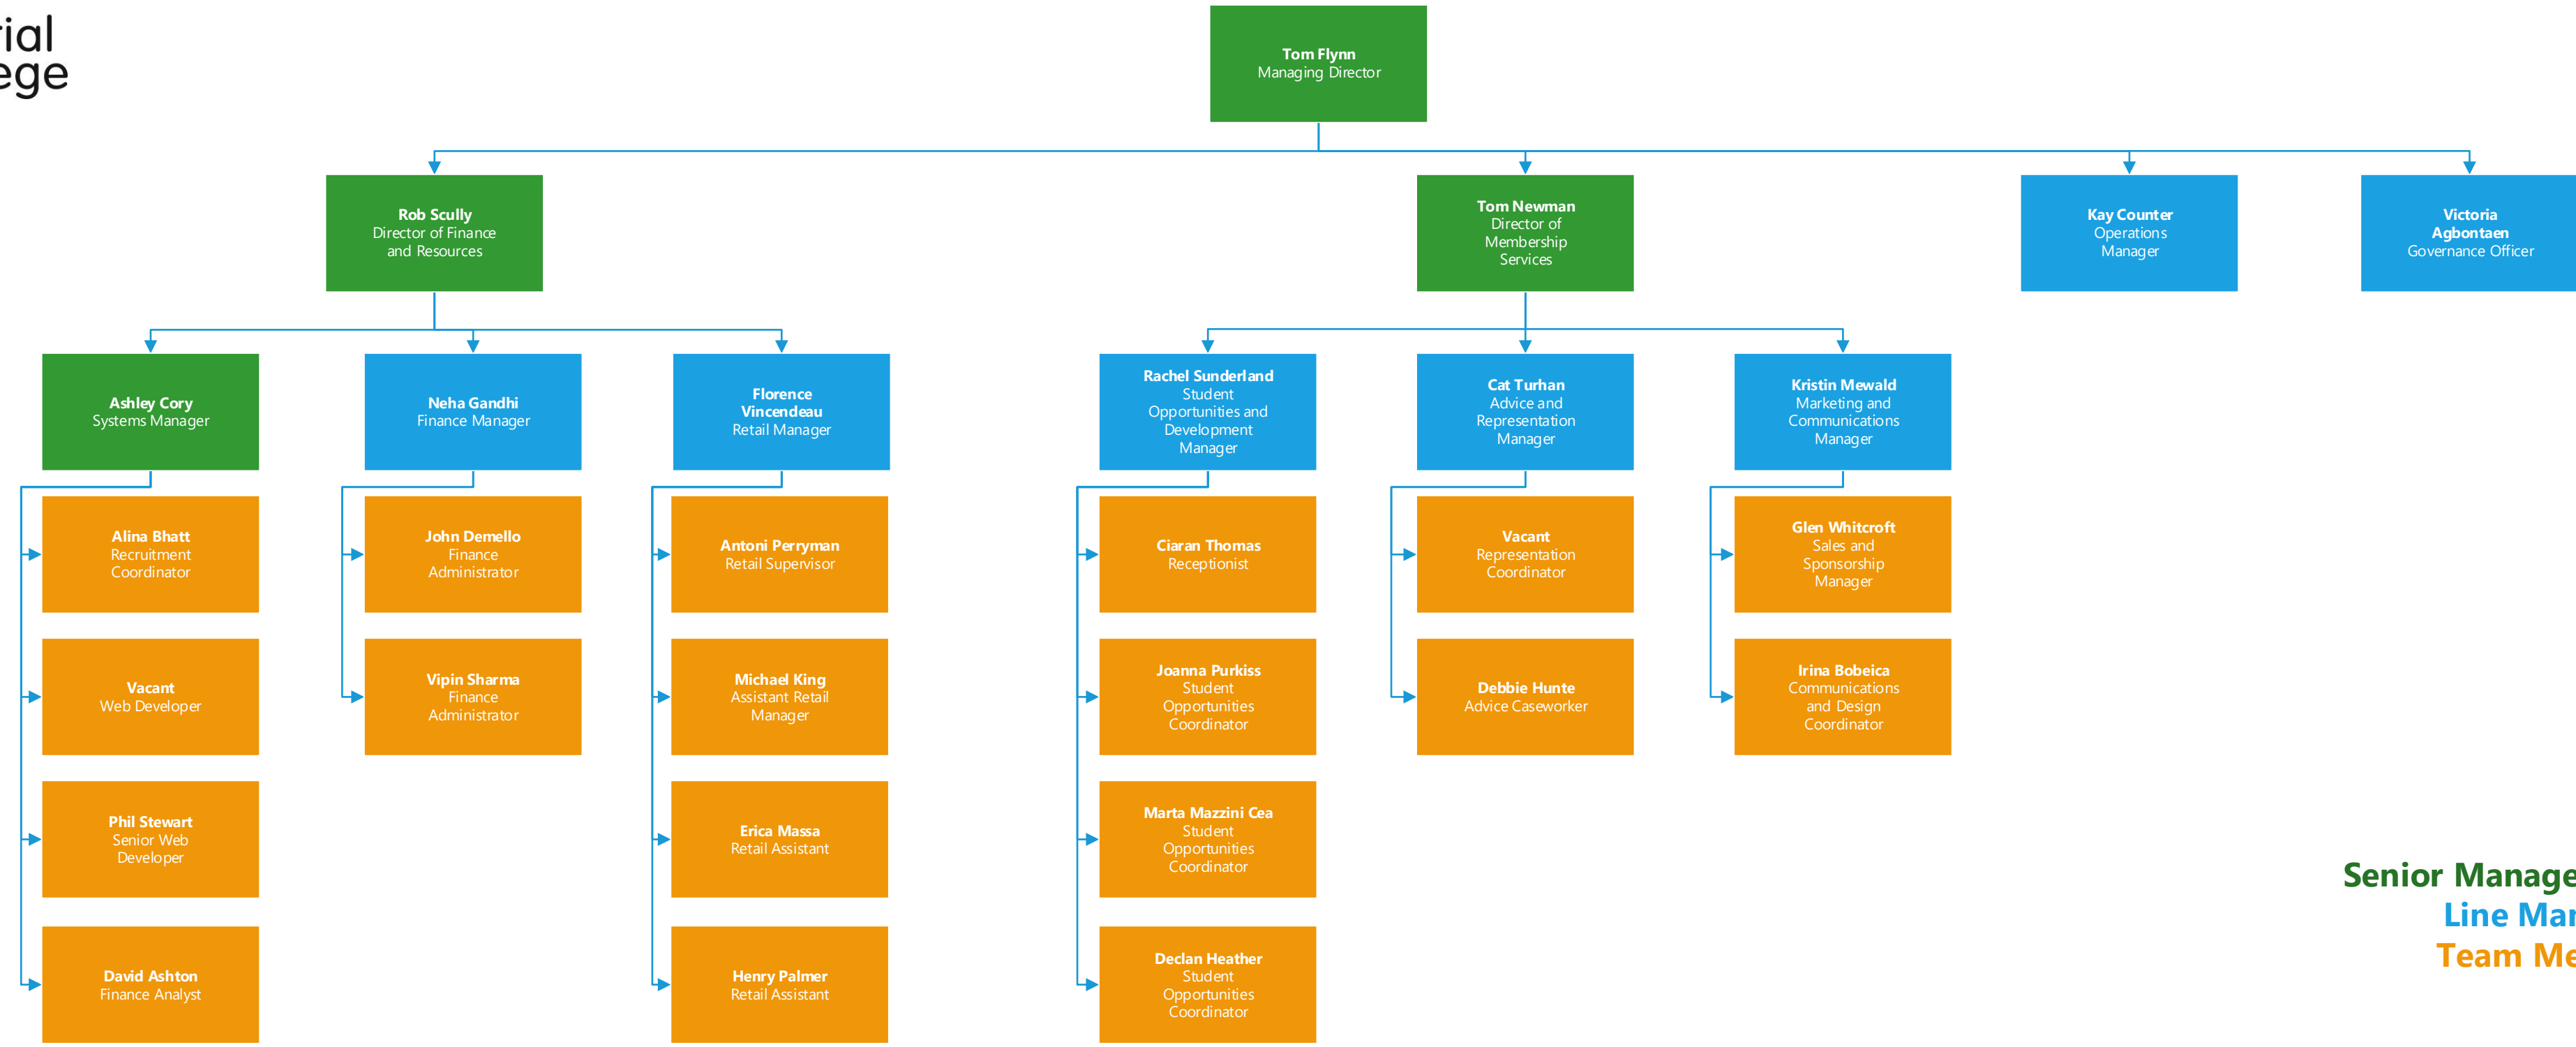 rial
ege
Tom Flynn
Managing Director
Rob Scully
Director of Finance
and Resources
Tom Newman
Director of
Membership
Services
Kay Counter
Operations
Manager
Victoria
Agbontaen
Governance Officer
Ashley Cory
Systems Manager
Neha Gandhi
Finance Manager
Florence
Vincendeau
Retail Manager
Rachel Sunderland
Student
Opportunities and
Development
Manager
Cat Turhan
Advice and
Representation
Manager
Kristin Mewald
Marketing and
Communications
Manager
Alina Bhatt
Recruitment
Coordinator
John Demello
Finance
Administrator
Antoni Perryman
Retail Supervisor
Ciaran Thomas
Receptionist
Vacant
Representation
Coordinator
Glen Whitcroft
Sales and
Sponsorship
Manager
Vacant
Web Developer
Vipin Sharma
Finance
Administrator
Michael King
Assistant Retail
Manager
Joanna Purkiss
Student
Opportunities
Coordinator
Debbie Hunte
Advice Caseworker
Irina Bobeica
Communications
and Design
Coordinator
Phil Stewart
Senior Web
Developer
Erica Massa
Retail Assistant
Marta Mazzini Cea
Student
Opportunities
Coordinator
David Ashton
Finance Analyst
Henry Palmer
Retail Assistant
Declan Heather
Student
Opportunities
Coordinator
Senior Manage
Line Mar
Team Me